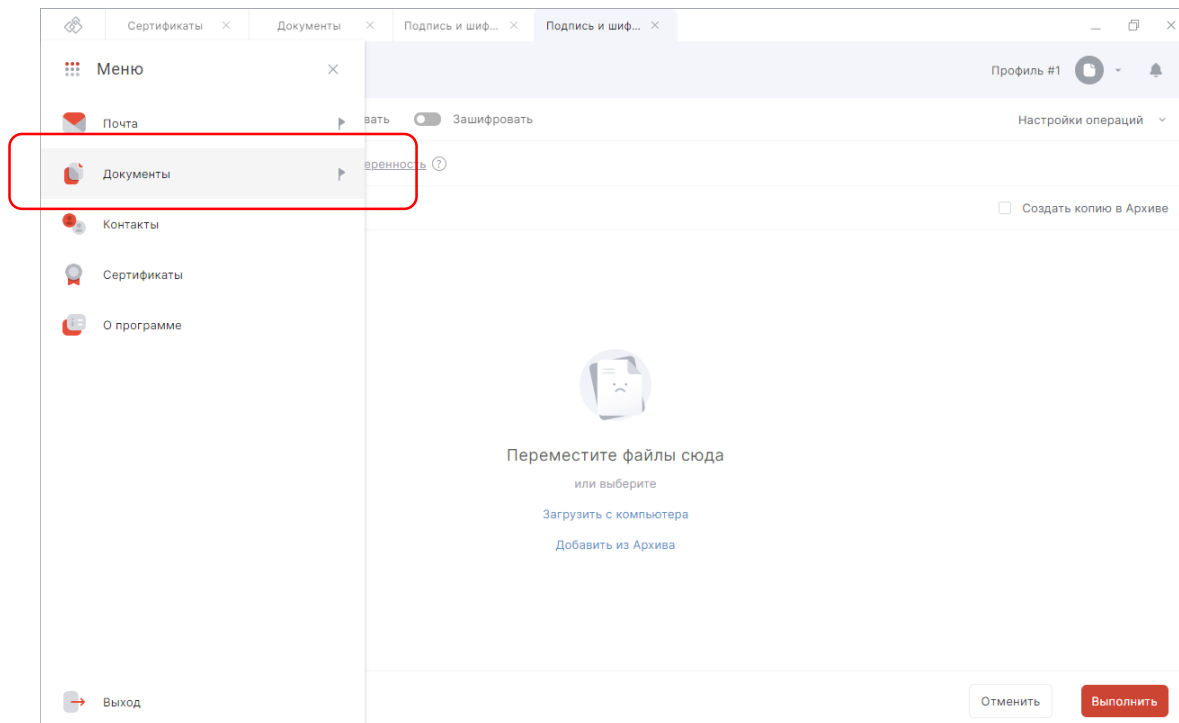 Сертификаты
Документы
Подпись и шиф...
Подпись и шиф...
Меню
Профиль #1
Почта
вать
Зашифровать
Настройки операций
еренность
Документы
Создать копию в Архиве
Контакты
Сертификаты
О программе
Переместите файлы сюда
или выберите
Загрузить с компьютера
Добавить из Архива
Выход
Отменить
Выполнить